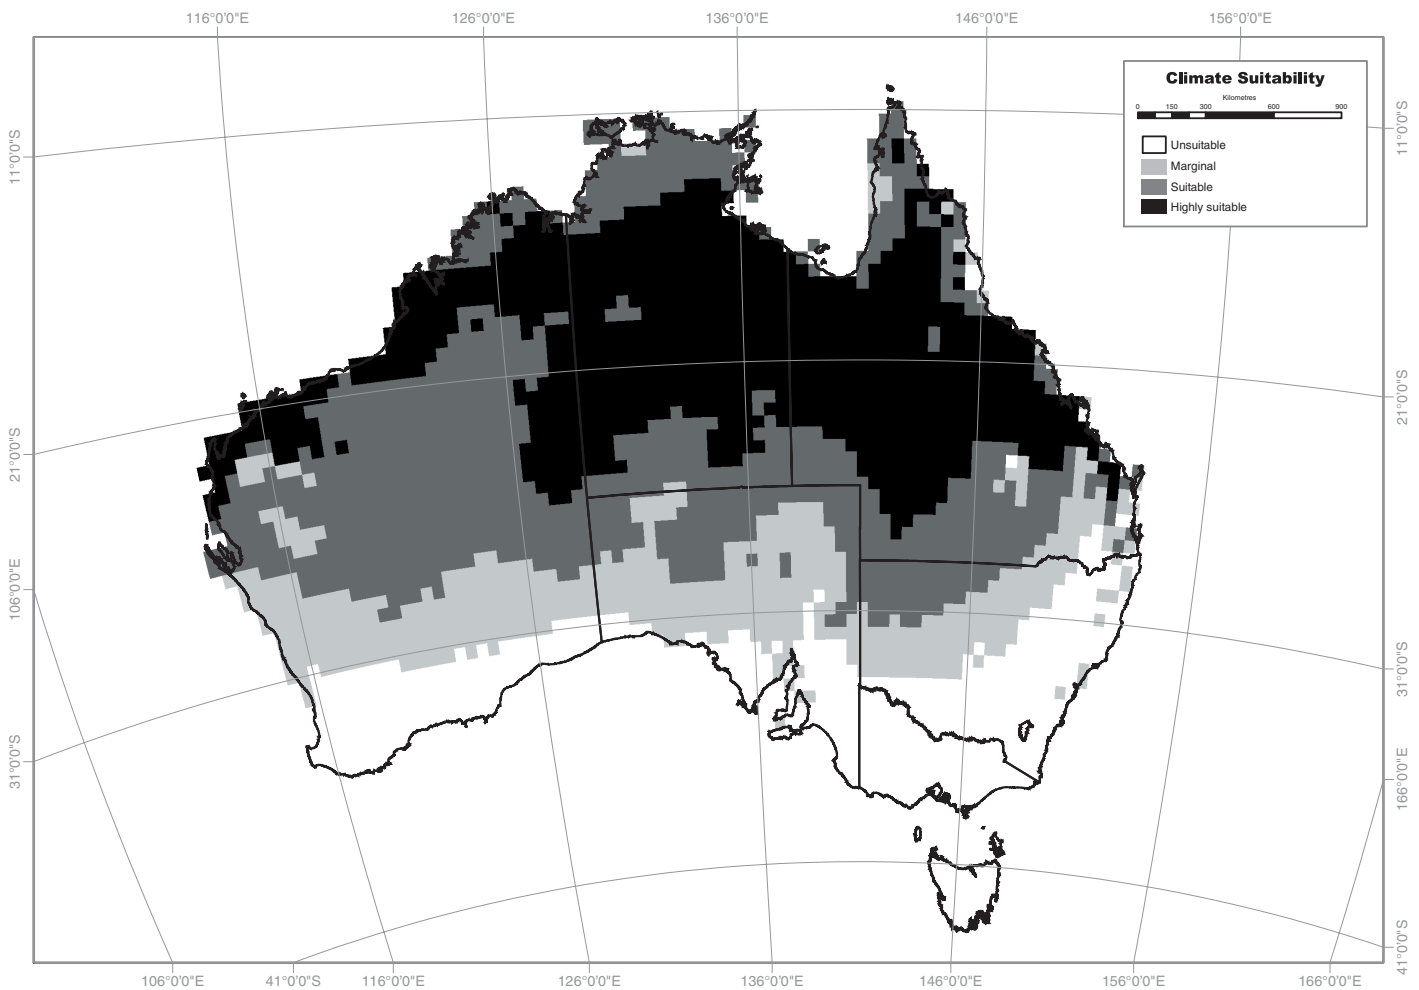 116°0'0"E 126°0'0"E 136°0'0"E 146°0'0"E 156°0'0"E
Climate Suitability
Kilometres
0 150 300 600 900
Unsuitable
Marginal
Suitable
Highly suitable
11°0'0"S
11°0'0"S
21°0'0"S
21°0'0"S
106°0'0"E
31°0'0"S
31°0'0"S
166°0'0"E
41°0'0"S
106°0'0"E 41°0'0"S 116°0'0"E 126°0'0"E 136°0'0"E 146°0'0"E 156°0'0"E 166°0'0"E